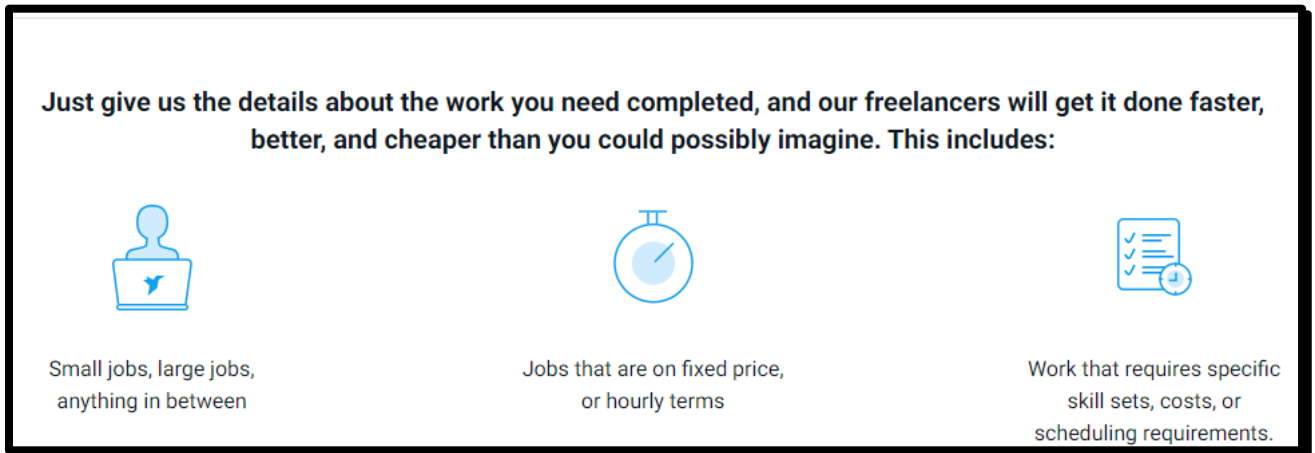 Just give us the details about the work you need completed, and our freelancers will get it done faster,
better, and cheaper than you could possibly imagine. This includes:
Small jobs, large jobs,
anything in between
Jobs that are on fixed price,
or hourly terms
Work that requires specific
skill sets, costs, or
scheduling requirements.